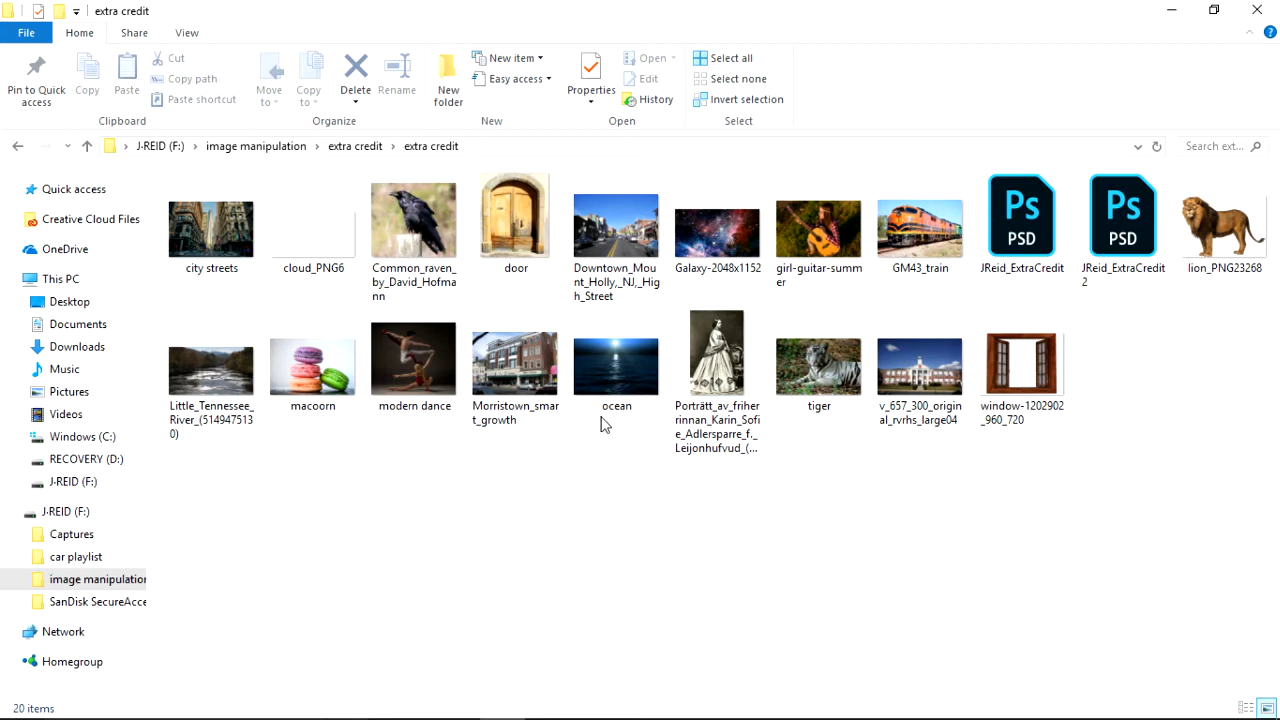 extra credit
File
Home
Share
View
Pin to Quick
access
Copy
Paste
Cut
Copy path
Paste shortcut
Clipboard
Move
to
Copy
to
Delete
Rename
Organize
New
folder
New item
Easy access
New
Properties
Open
Edit
History
Open
Select all
Select none
Invert selection
Select
J-REID (F:) > image manipulation > extra credit > extra credit
Search ext...
Quick access
Creative Cloud Files
OneDrive
This PC
Desktop
Documents
Downloads
Music
Pictures
Videos
Windows (C:)
RECOVERY (D:)
J-REID (F:)
J-REID (F:)
Captures
car playlist
image manipulation
SanDisk SecureAcce
Network
Homegroup
city streets
cloud_PNG6
Common_raven_
by_David_Hofma
nn
door
Downtown_Mou
nt_Holly,_NJ,_Hig
h_Street
Galaxy-2048x1152
girl-guitar-summ
er
GM43_train
Ps
PSD
JReid_ExtraCredit
Ps
PSD
JReid_ExtraCredit
2
lion_PNG23268
Little_Tennessee_
River_(514947513
0)
macoorn
modern dance
Morristown_smar
t_growth
ocean
Porträtt_av_friher
rinnan_Karin_Sofi
e_Adlersparre_f._
Leijonhufvud_(...
tiger
v_657_300_origin
al_rvrhs_large04
window-1202902
_960_720
20 items